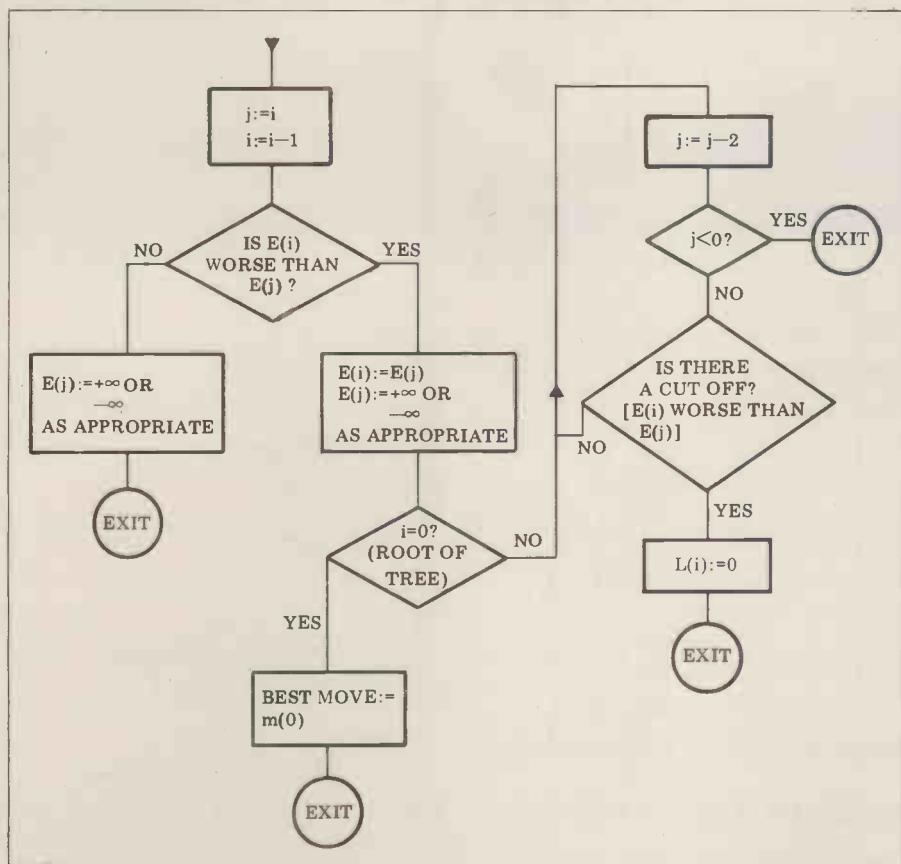 j:=i
i:=i−1
IS E(i)
WORSE THAN
E(j) ?
NO
YES
E(j):=+∞ OR
−∞
AS APPROPRIATE
EXIT
E(i):=E(j)
E(j):=+∞ OR
−∞
AS APPROPRIATE
i=0?
(ROOT OF
TREE)
NO
YES
BEST MOVE:=
m(0)
EXIT
j:= j−2
j<0?
YES
EXIT
NO
IS THERE
A CUT OFF?
[E(i) WORSE THAN
E(j)]
NO
YES
L(i):=0
EXIT